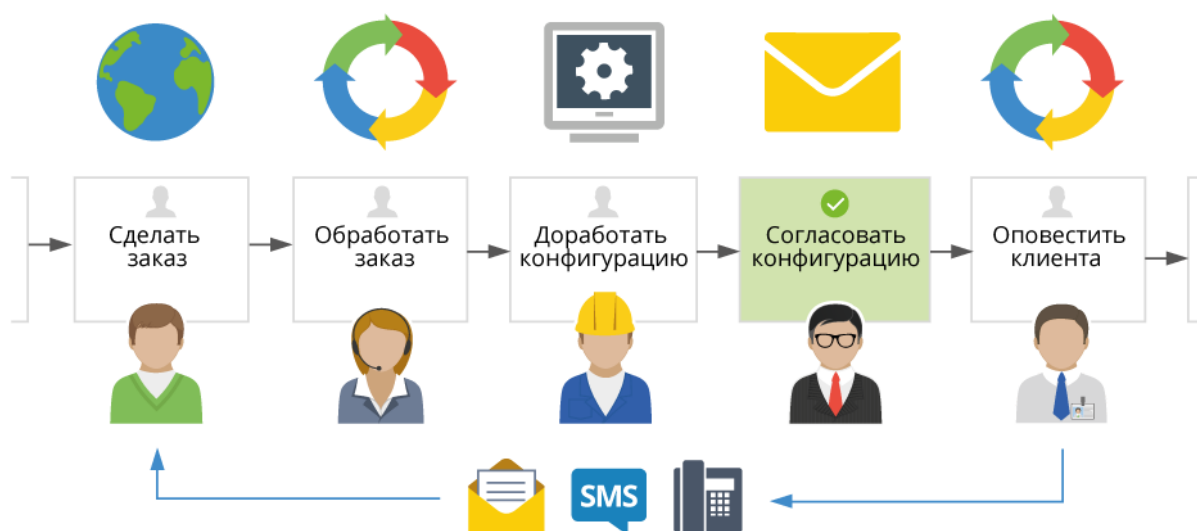 Сделать
заказ
Обработать
заказ
Доработать
конфигурацию
Согласовать
конфигурацию
Оповестить
клиента
SMS